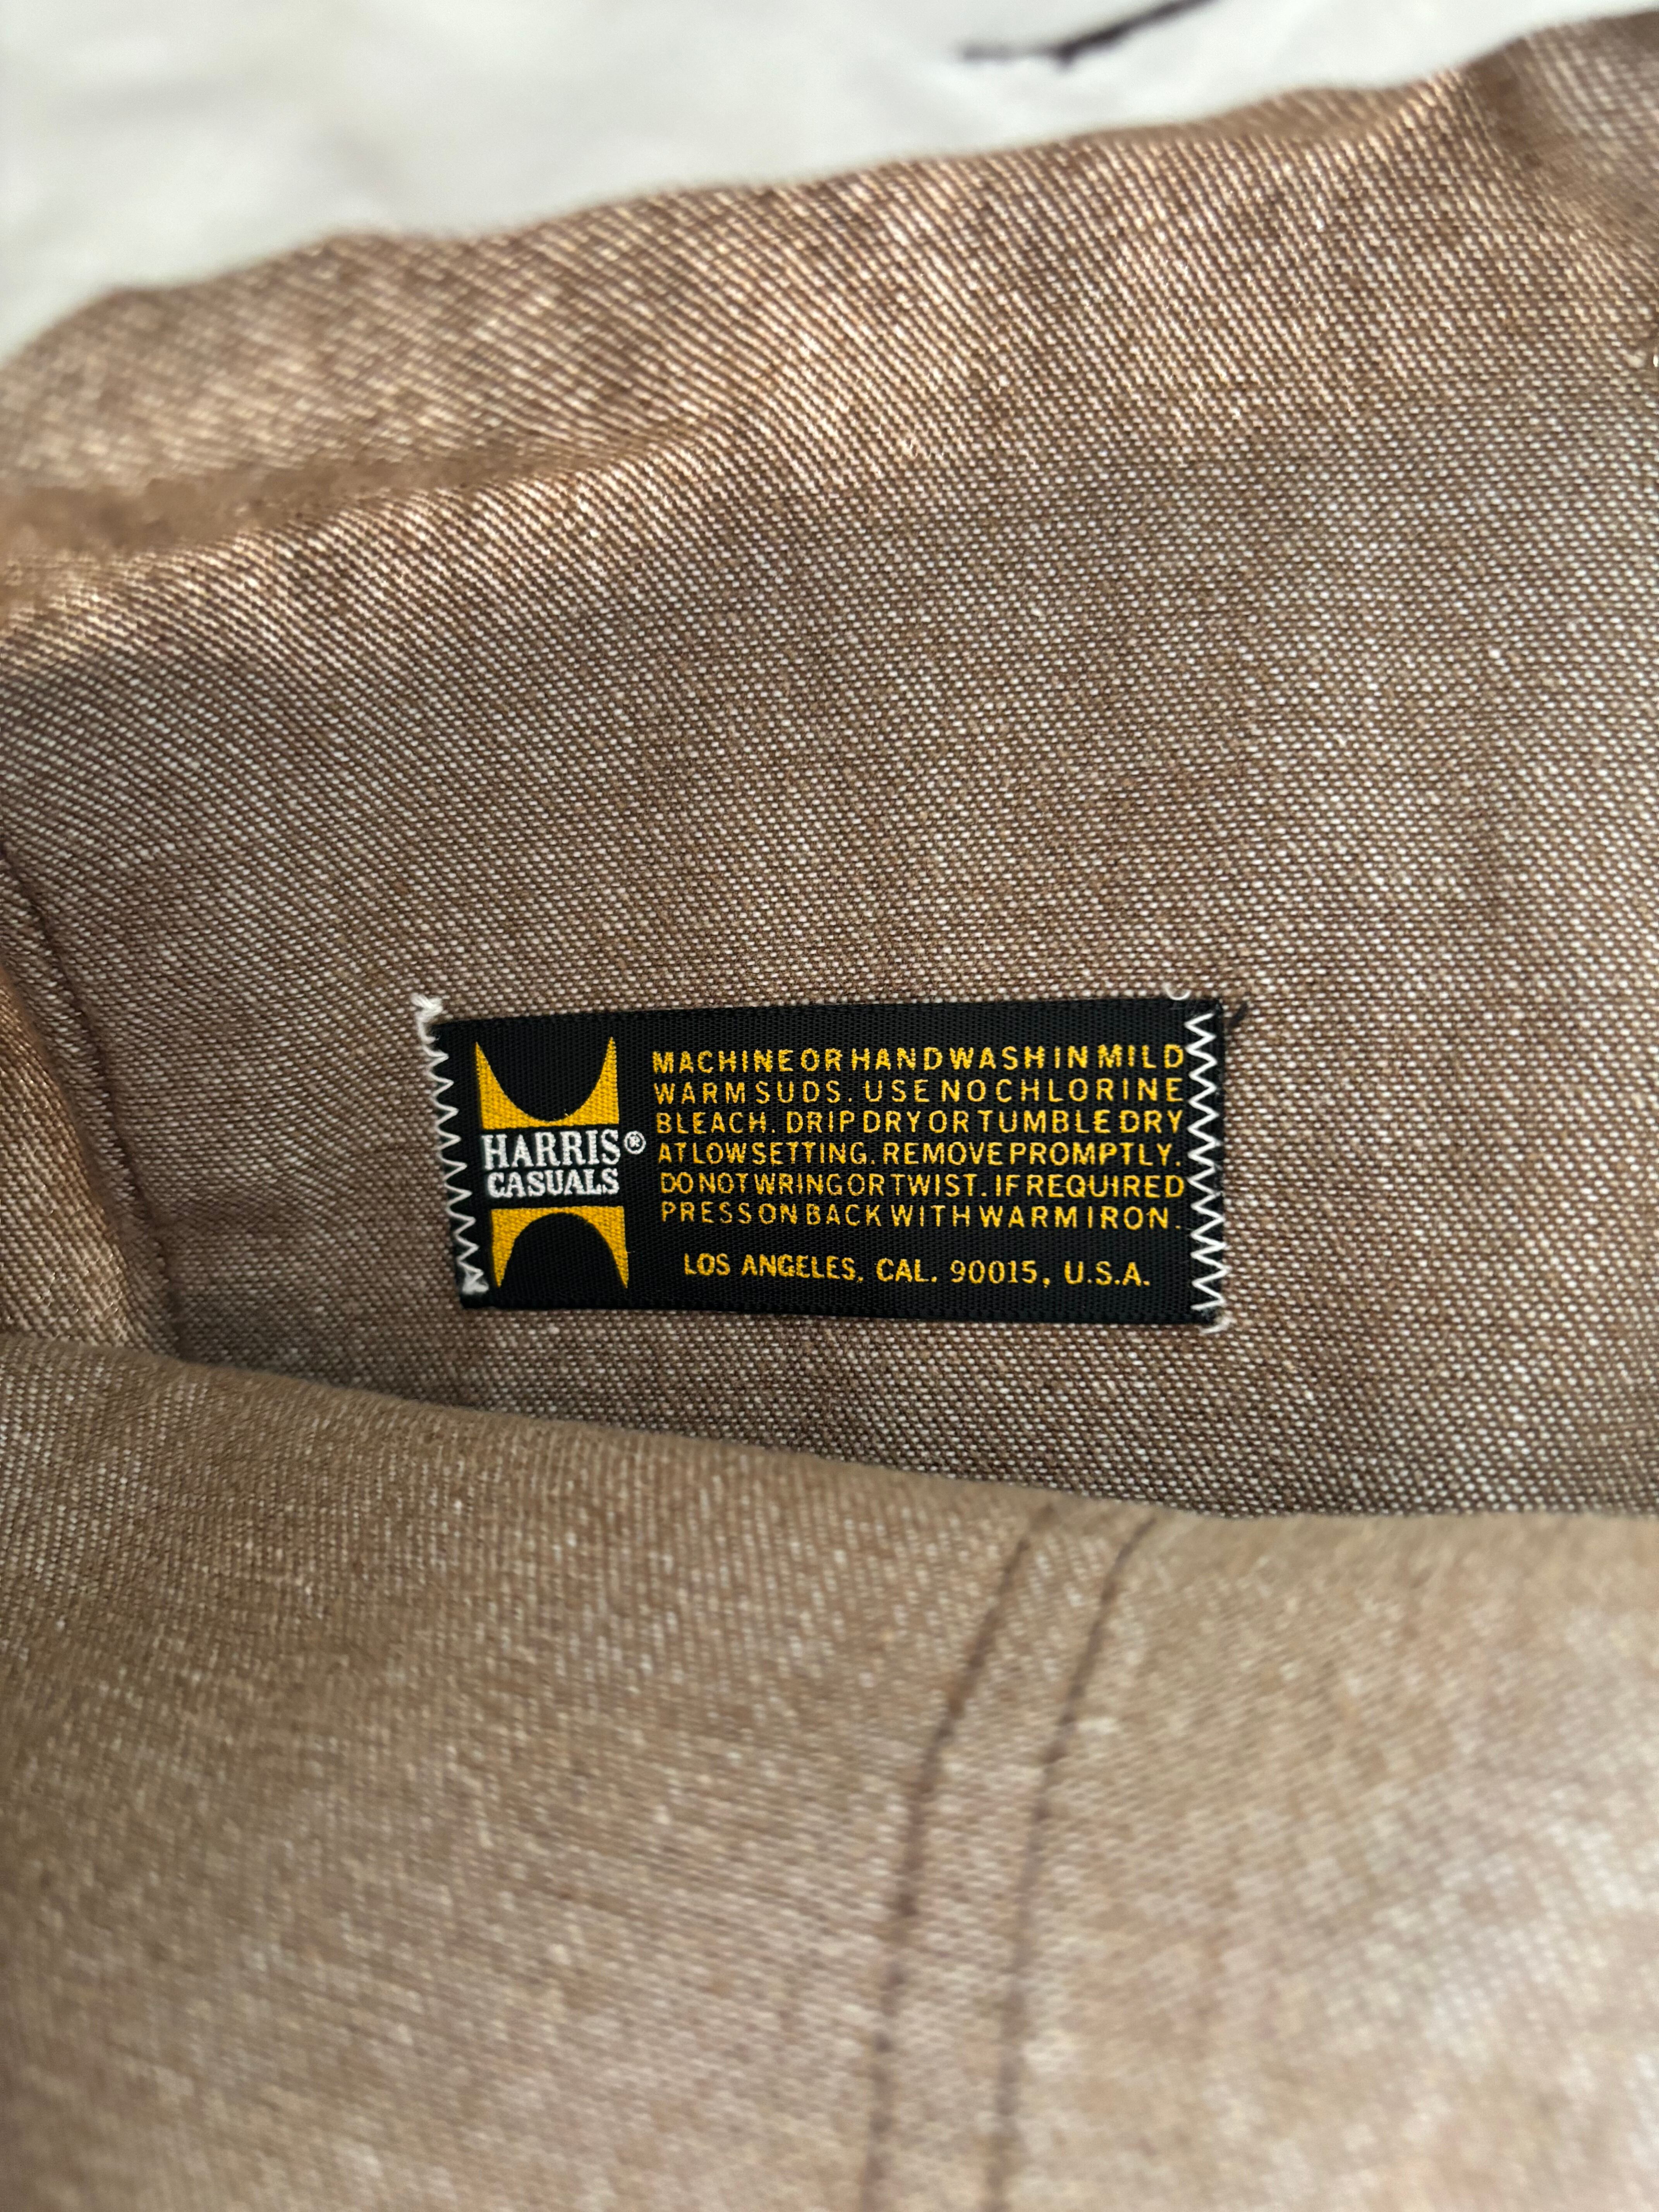 HARRIS®
CASUALS
MACHINE OR HAND WASH IN MILD
WARM SUDS. USE NO CHLORINE
BLEACH. DRIP DRY OR TUMBLE DRY
AT LOW SETTING. REMOVE PROMPTLY.
DO NOT WRING OR TWIST. IF REQUIRED
PRESS ON BACK WITH WARM IRON.
LOS ANGELES, CAL. 90015, U.S.A.